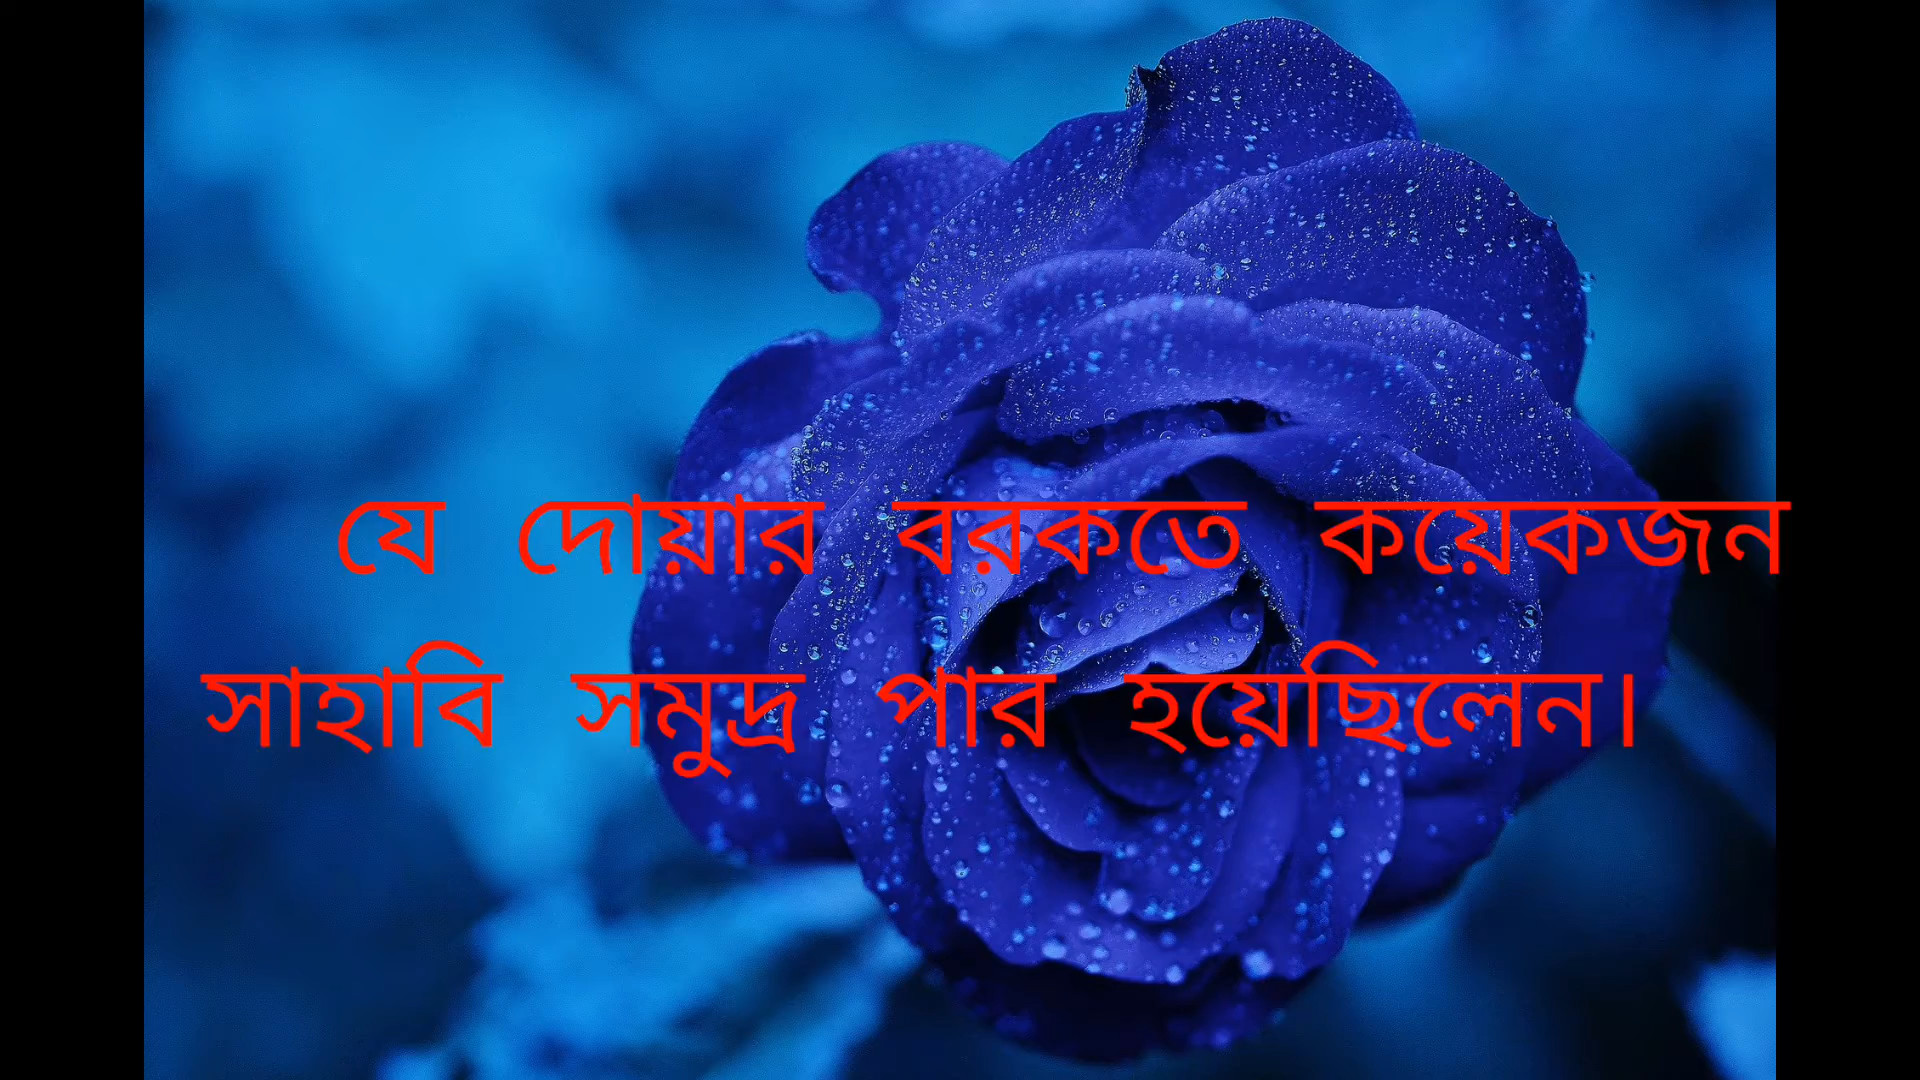 যে দোয়ার বরকতে কয়েকজন
সাহাবি সমুদ্র পার হয়েছিলেন।